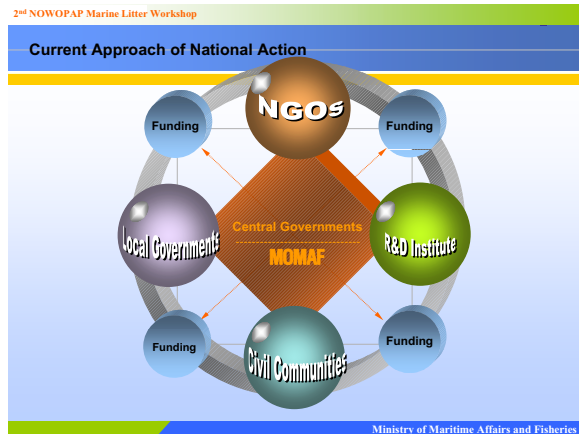 2nd NOWOPAP Marine Litter Workshop
Current Approach of National Action
NGOs
Funding
Funding
Local Governments
Central Governments
MOMAF
R&D Institute
Funding
Civil Communities
Funding
Ministry of Maritime Affairs and Fisheries